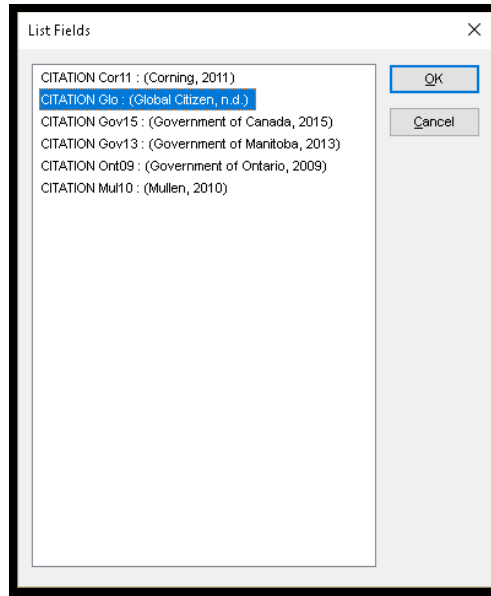 List Fields
CITATION Cor11 : (Corning, 2011)
CITATION Glo : (Global Citizen, n.d.)
CITATION Gov15 : (Government of Canada, 2015)
CITATION Gov13 : (Government of Manitoba, 2013)
CITATION Ont09 : (Government of Ontario, 2009)
CITATION Mul10 : (Mullen, 2010)
OK
Cancel